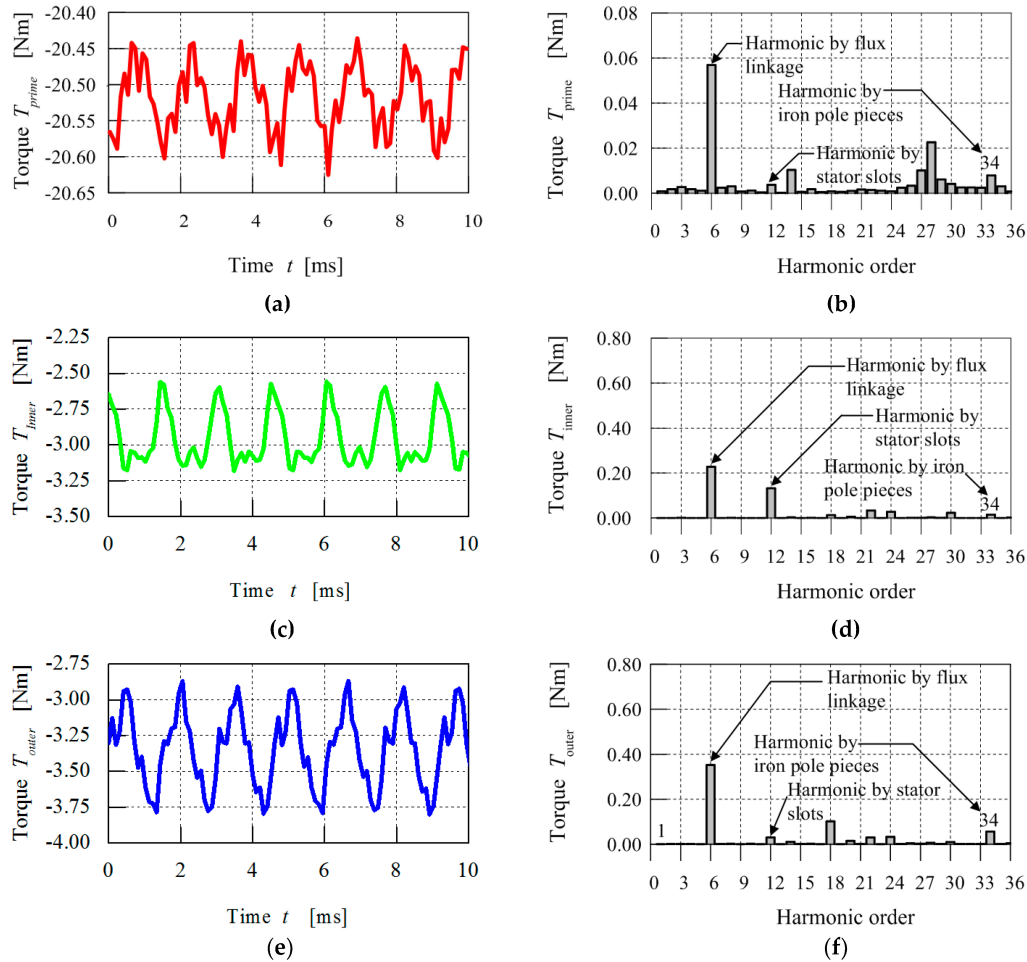 Torque T_prime [Nm]
-20.40
-20.45
-20.50
-20.55
-20.60
-20.65
0 2 4 6 8 10
Time t [ms]
(a)
Torque T_prime [Nm]
0.08
0.06
0.04
0.02
0.00
Harmonic by flux
linkage
Harmonic by
iron pole pieces
Harmonic by
stator slots
34
0 3 6 9 12 15 18 21 24 27 30 33 36
Harmonic order
(b)
Torque T_Inner [Nm]
-2.25
-2.50
-2.75
-3.00
-3.25
-3.50
0 2 4 6 8 10
Time t [ms]
(c)
Torque T_inner [Nm]
0.80
0.60
0.40
0.20
0.00
Harmonic by flux
linkage
Harmonic by
stator slots
Harmonic by iron
pole pieces
34
0 3 6 9 12 15 18 21 24 27 30 33 36
Harmonic order
(d)
Torque T_outer [Nm]
-2.75
-3.00
-3.25
-3.50
-3.75
-4.00
0 2 4 6 8 10
Time t [ms]
(e)
Torque T_outer [Nm]
0.80
0.60
0.40
0.20
0.00
Harmonic by flux
linkage
Harmonic by
iron pole pieces
Harmonic by stator
slots
1
34
0 3 6 9 12 15 18 21 24 27 30 33 36
Harmonic order
(f)